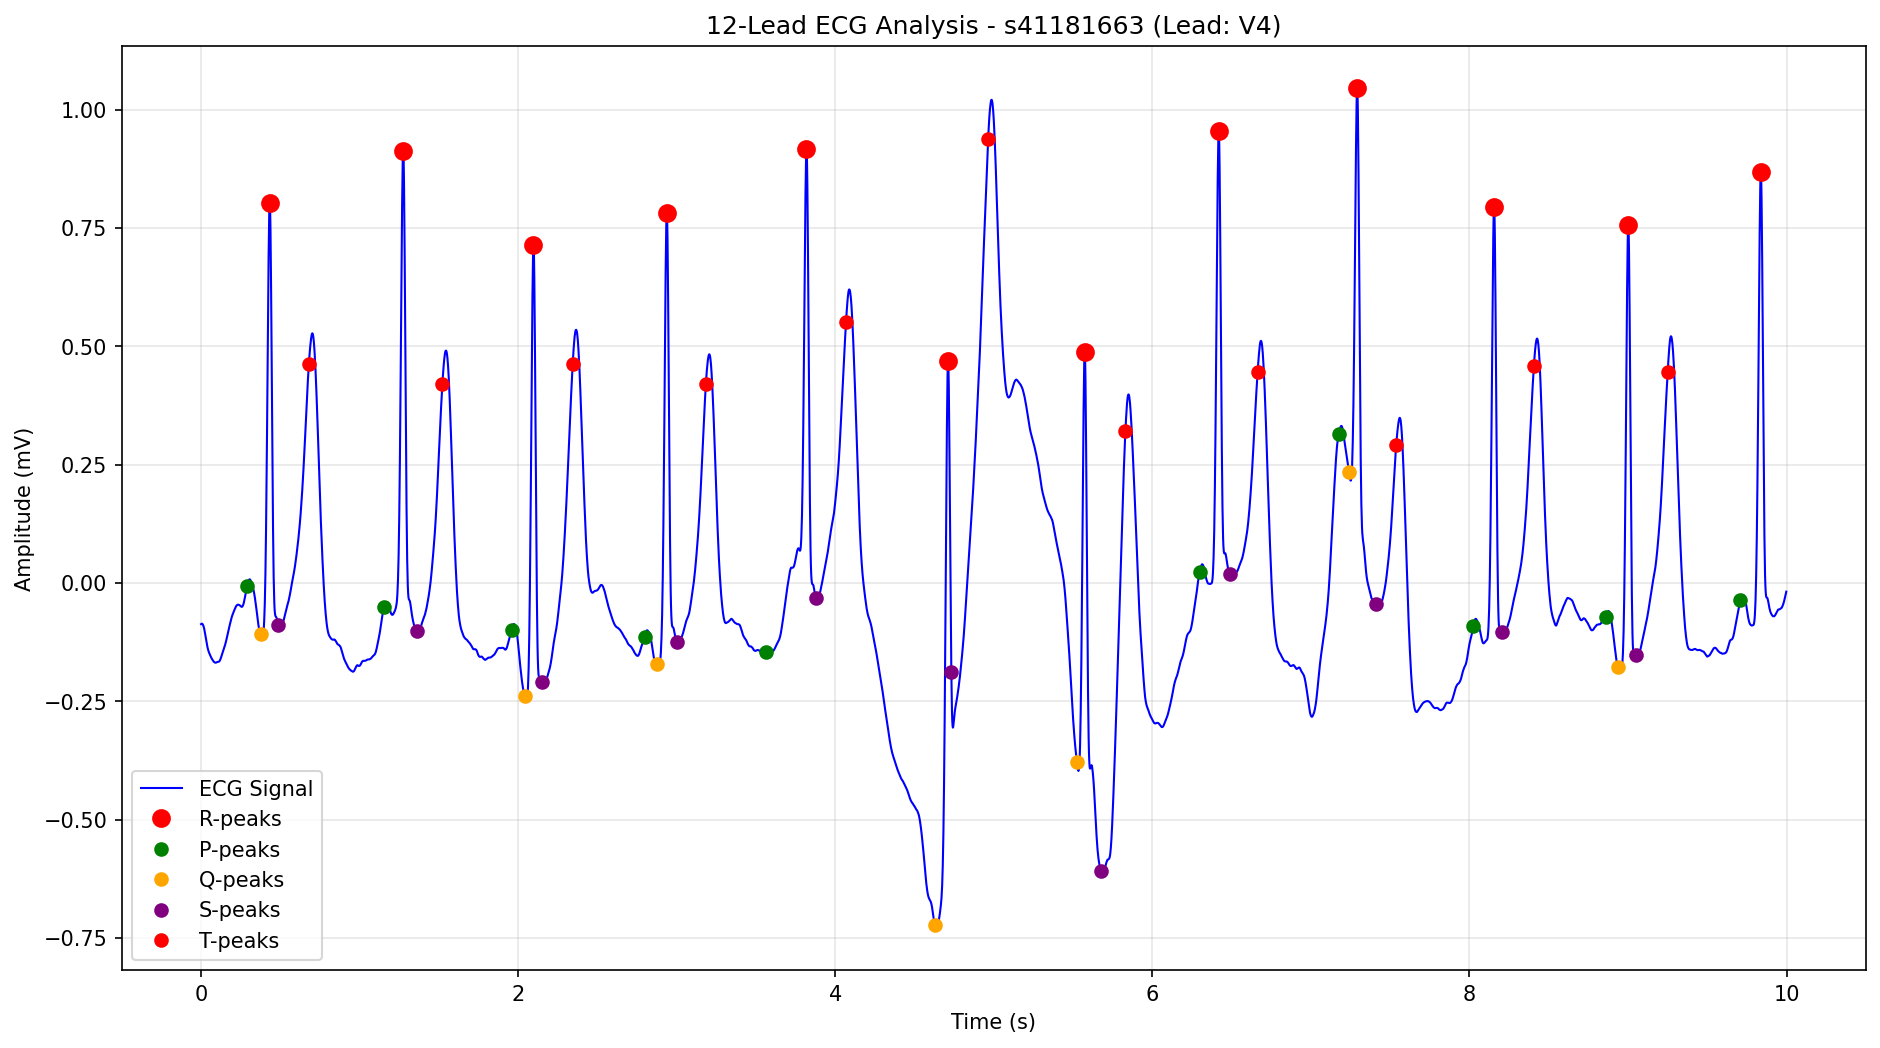 12-Lead ECG Analysis - s41181663 (Lead: V4)
Amplitude (mV)
1.00
0.75
0.50
0.25
0.00
−0.25
−0.50
−0.75
ECG Signal
R-peaks
P-peaks
Q-peaks
S-peaks
T-peaks
0 2 4 6 8 10
Time (s)